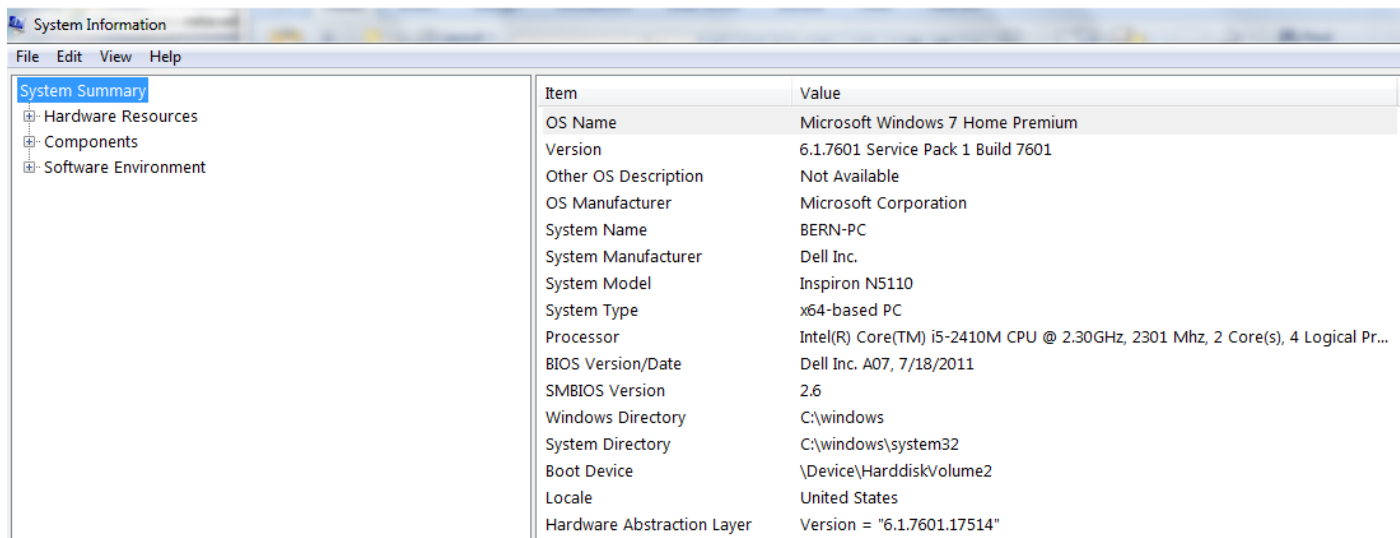 System Information
File Edit View Help
System Summary
Hardware Resources
Components
Software Environment
Item Value
OS Name Microsoft Windows 7 Home Premium
Version 6.1.7601 Service Pack 1 Build 7601
Other OS Description Not Available
OS Manufacturer Microsoft Corporation
System Name BERN-PC
System Manufacturer Dell Inc.
System Model Inspiron N5110
System Type x64-based PC
Processor Intel(R) Core(TM) i5-2410M CPU @ 2.30GHz, 2301 Mhz, 2 Core(s), 4 Logical Pr...
BIOS Version/Date Dell Inc. A07, 7/18/2011
SMBIOS Version 2.6
Windows Directory C:\windows
System Directory C:\windows\system32
Boot Device \Device\HarddiskVolume2
Locale United States
Hardware Abstraction Layer Version = "6.1.7601.17514"